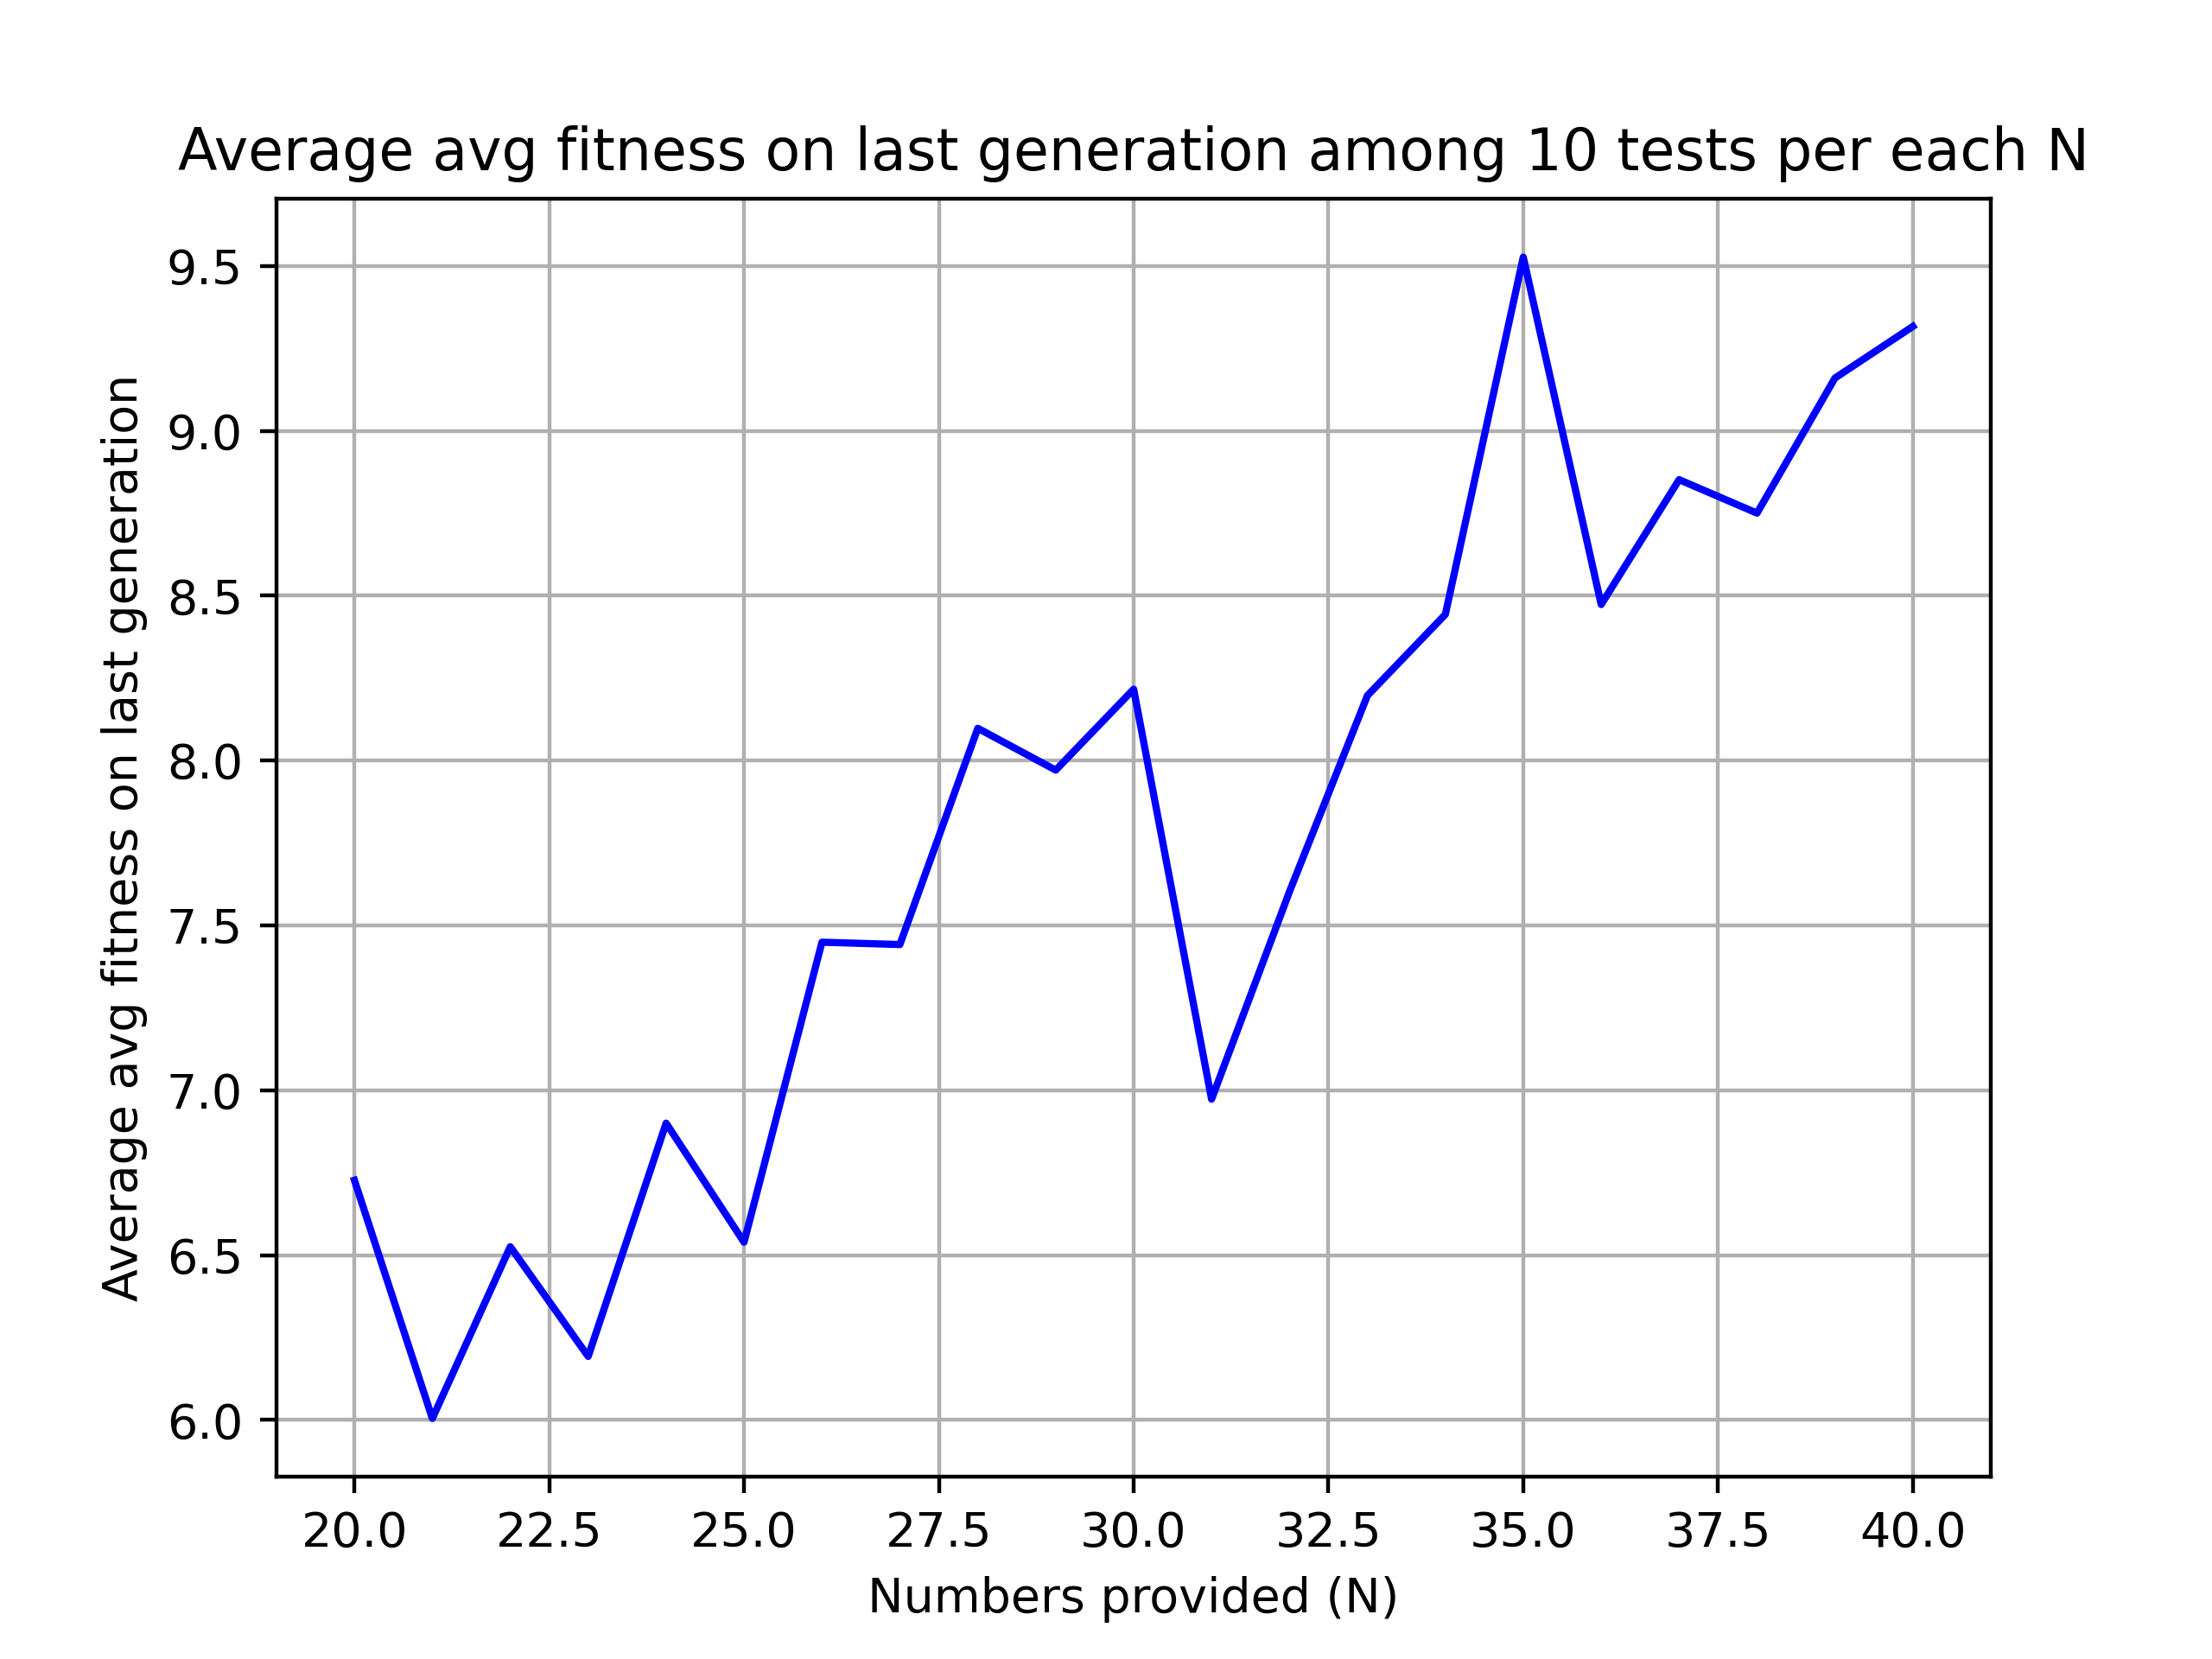 Average avg fitness on last generation among 10 tests per each N
Average avg fitness on last generation
9.5
9.0
8.5
8.0
7.5
7.0
6.5
6.0
20.0 22.5 25.0 27.5 30.0 32.5 35.0 37.5 40.0
Numbers provided (N)